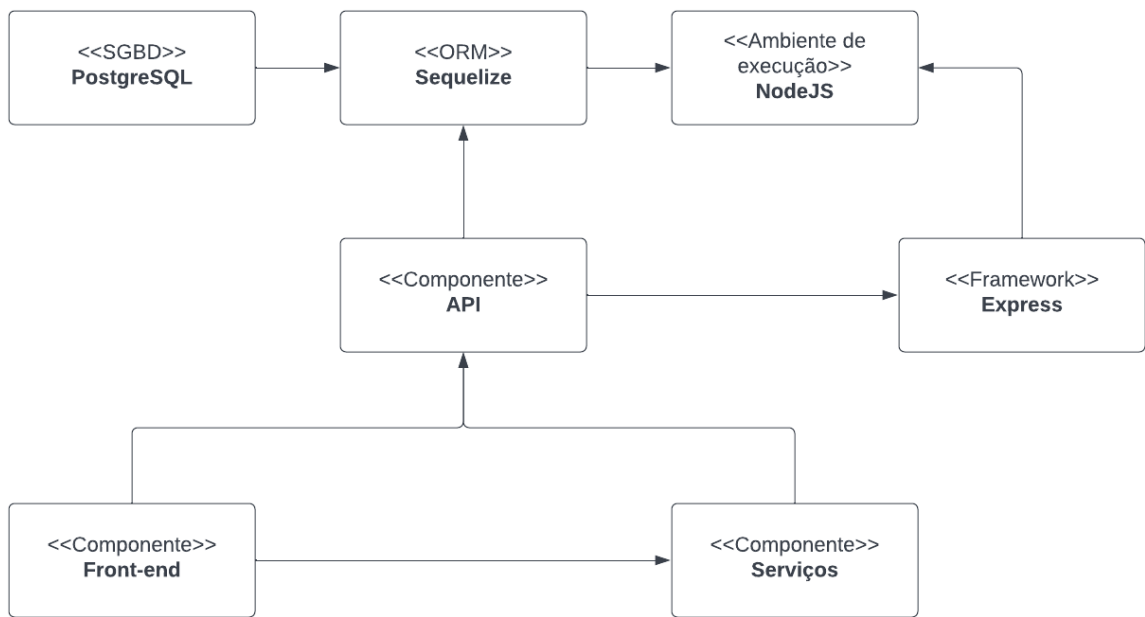 <<SGBD>>
PostgreSQL
<<ORM>>
Sequelize
<<Ambiente de
execução>>
NodeJS
<<Componente>>
API
<<Framework>>
Express
<<Componente>>
Front-end
<<Componente>>
Serviços